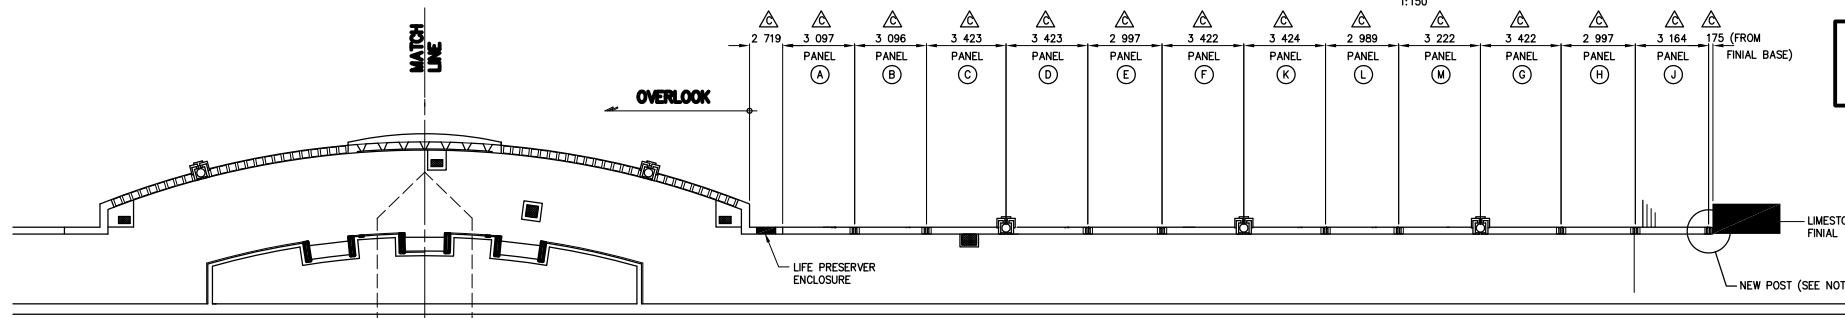 1:150
C C C C C C C C C C C C C C
2 719 3 097 3 096 3 423 3 423 2 997 3 422 3 424 2 989 3 222 3 422 2 997 3 164 175 (FROM
FINIAL BASE)
PANEL PANEL PANEL PANEL PANEL PANEL PANEL PANEL PANEL PANEL PANEL PANEL
A B C D E F K L M G H J
MATCH
LINE
OVERLOOK
LIFE PRESERVER
ENCLOSURE
LIMESTO
FINIAL
NEW POST (SEE NOT